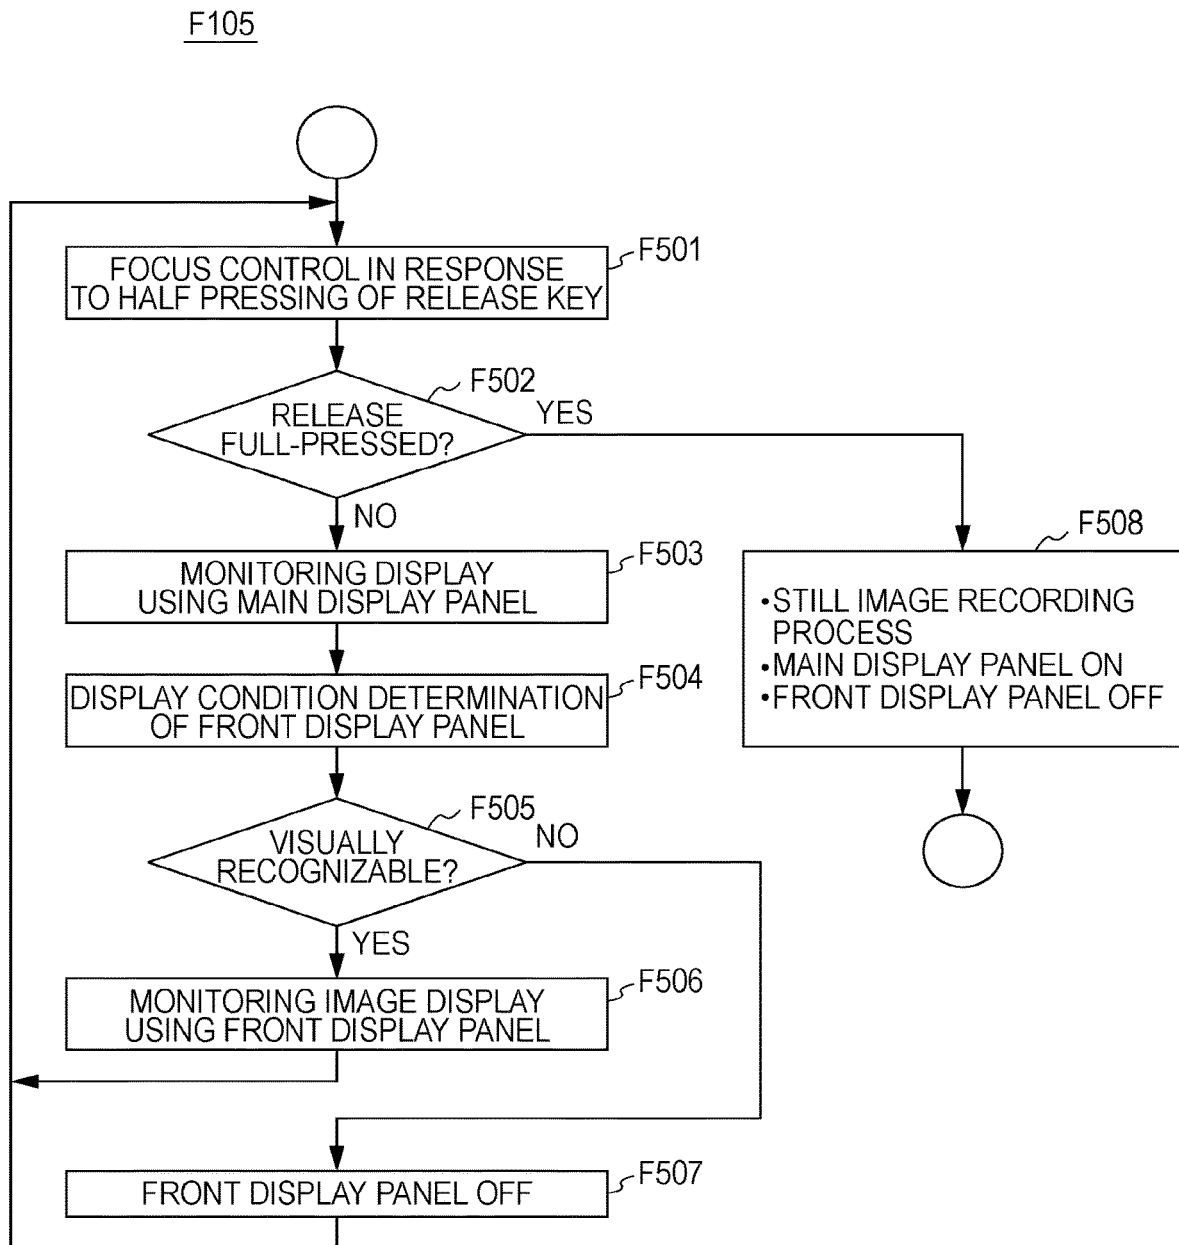 F105
F501
FOCUS CONTROL IN RESPONSE
TO HALF PRESSING OF RELEASE KEY
F502
RELEASE
FULL-PRESSED?
YES
NO
F503
MONITORING DISPLAY
USING MAIN DISPLAY PANEL
F508
•STILL IMAGE RECORDING
PROCESS
•MAIN DISPLAY PANEL ON
•FRONT DISPLAY PANEL OFF
F504
DISPLAY CONDITION DETERMINATION
OF FRONT DISPLAY PANEL
F505
VISUALLY
RECOGNIZABLE?
NO
YES
F506
MONITORING IMAGE DISPLAY
USING FRONT DISPLAY PANEL
F507
FRONT DISPLAY PANEL OFF